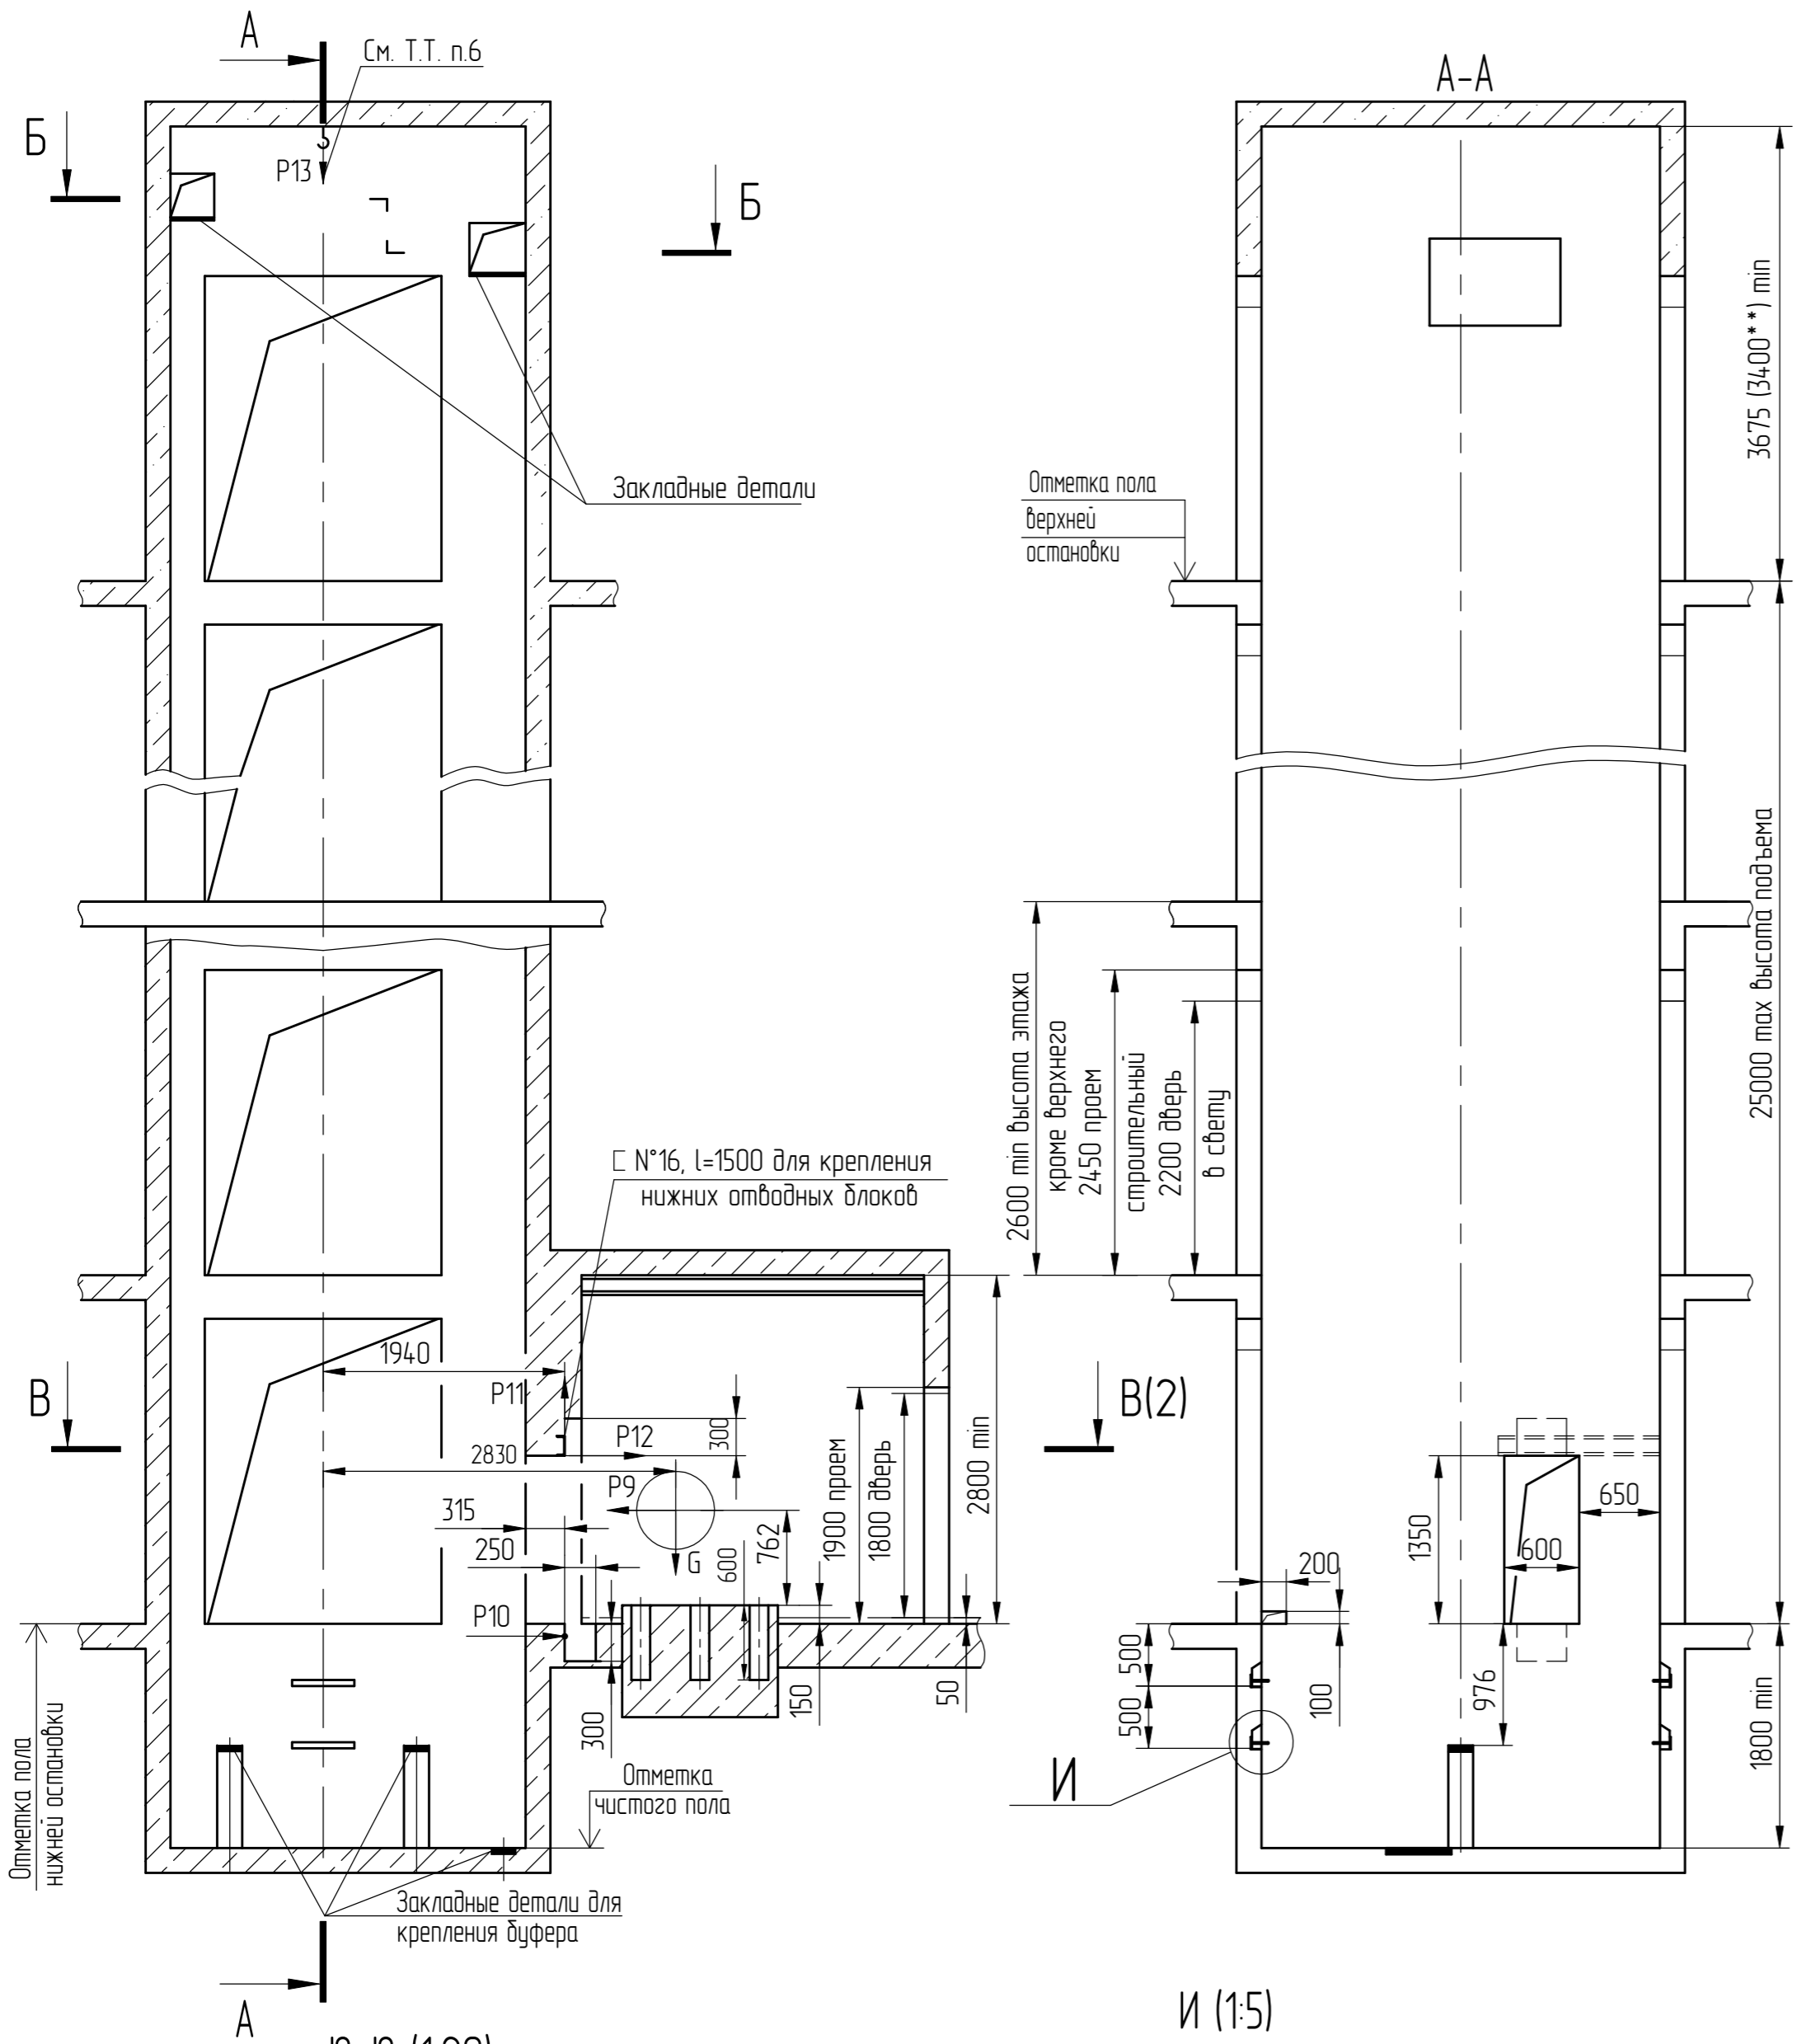 А
См. Т.Т. п.6
А-А
Б
Р13
Б
3675 (3400**) min
Закладные детали
Отметка пола
верхней
остановки
2600 min высота этажа
кроме верхнего
2450 проем
строительный
2200 дверь
в свету
25000 max высота подъема
⊏ N°16, l=1500 для крепления
нижних отводных блоков
1940
В
Р11
В(2)
300
Р12
2830
Р9
315
250
G
600
762
1900 проем
1800 дверь
2800 min
1350
650
600
200
Р10
500
500
100
976
1800 min
300
150
50
И
Отметка пола
нижней остановки
Отметка
чистого пола
Закладные детали для
крепления буфера
А
И (1:5)